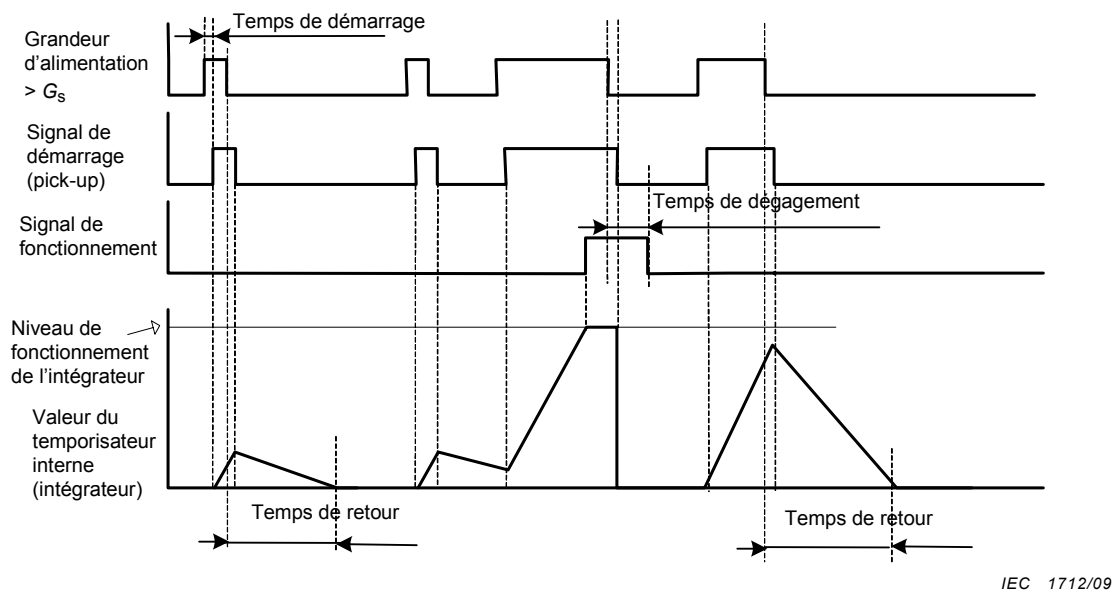 Temps de démarrage
Grandeur
d'alimentation
> Gs
Signal de
démarrage
(pick-up)
Temps de dégagement
Signal de
fonctionnement
Niveau de
fonctionnement
de l'intégrateur
Valeur du
temporisateur
interne
(intégrateur)
Temps de retour
Temps de retour
IEC 1712/09